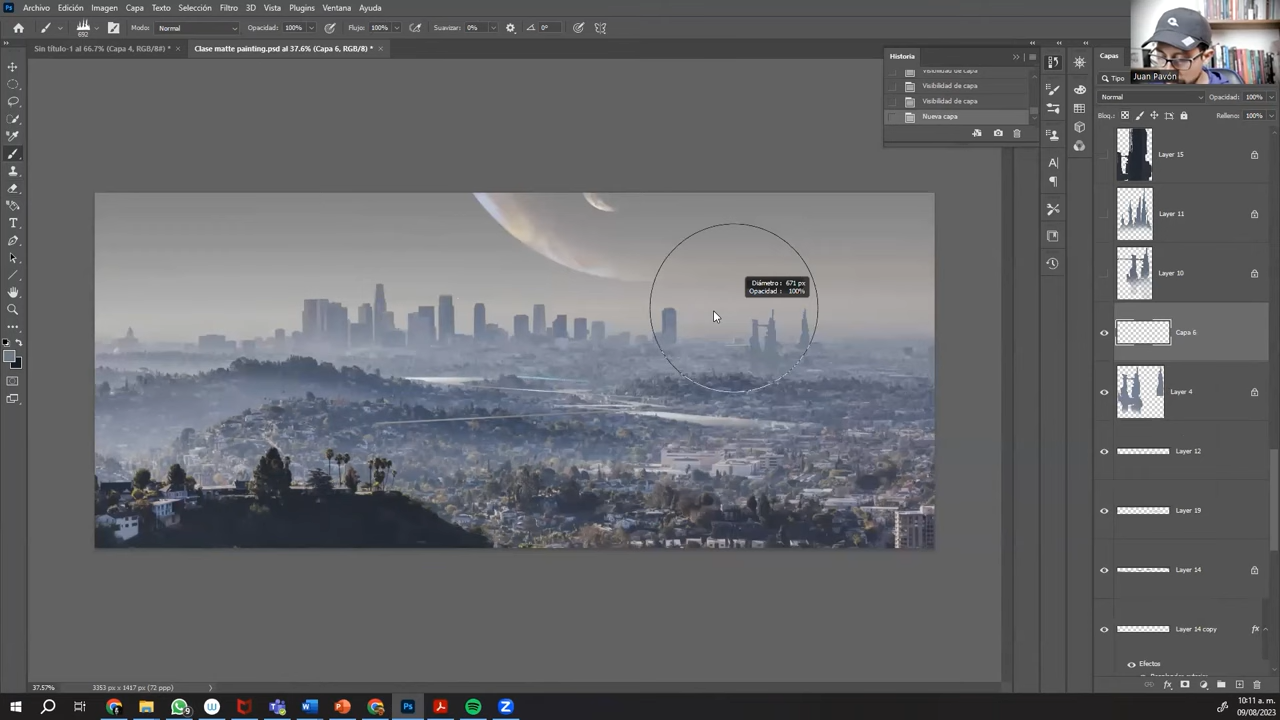 Archivo Edición Imagen Capa Texto Selección Filtro 3D Vista Plugins Ventana Ayuda
692 Modo: Normal Opacidad: 100% Flujo: 100% Suavizar: 0% 0°
Sin título-1 al 66.7% (Capa 4, RGB/8#) * × Clase matte painting.psd al 37.6% (Capa 6, RGB/8) * ×
Juan Pavón
Historia
Visibilidad de capa
Visibilidad de capa
Visibilidad de capa
Nueva capa
Capas
Tipo
Normal Opacidad: 100%
Bloq.: Relleno: 100%
Layer 15
Layer 11
Layer 10
Capa 6
Layer 4
Layer 12
Layer 19
Layer 14
Layer 14 copy fx
Efectos
Diámetro: 671 px
Opacidad: 100%
37.57% 3353 px x 1417 px (72 ppp)
10:11 a. m.
09/08/2023